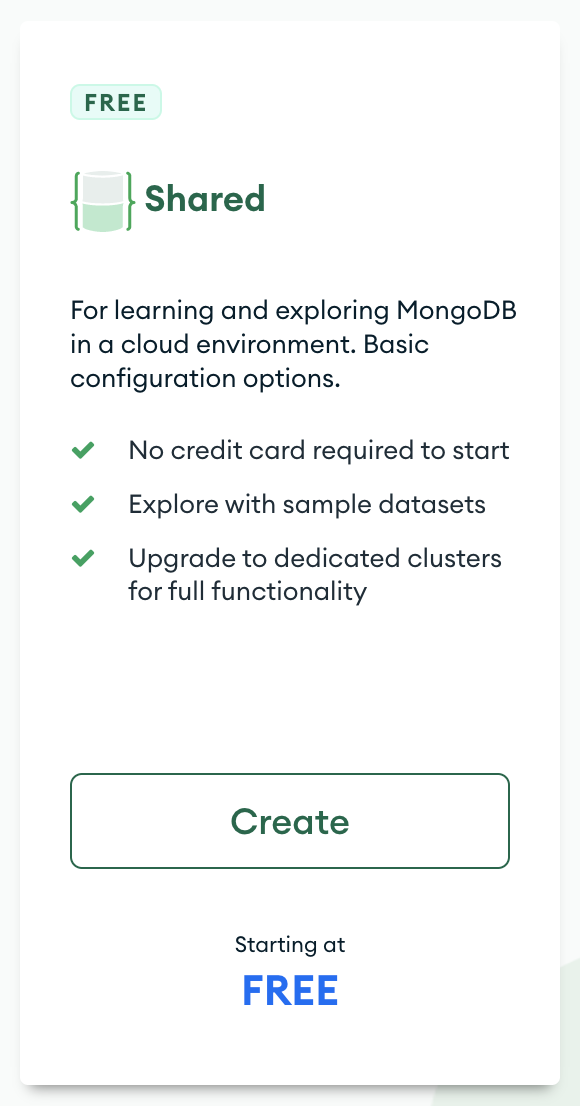 FREE
Shared
For learning and exploring MongoDB
in a cloud environment. Basic
configuration options.
No credit card required to start
Explore with sample datasets
Upgrade to dedicated clusters
for full functionality
Create
Starting at
FREE